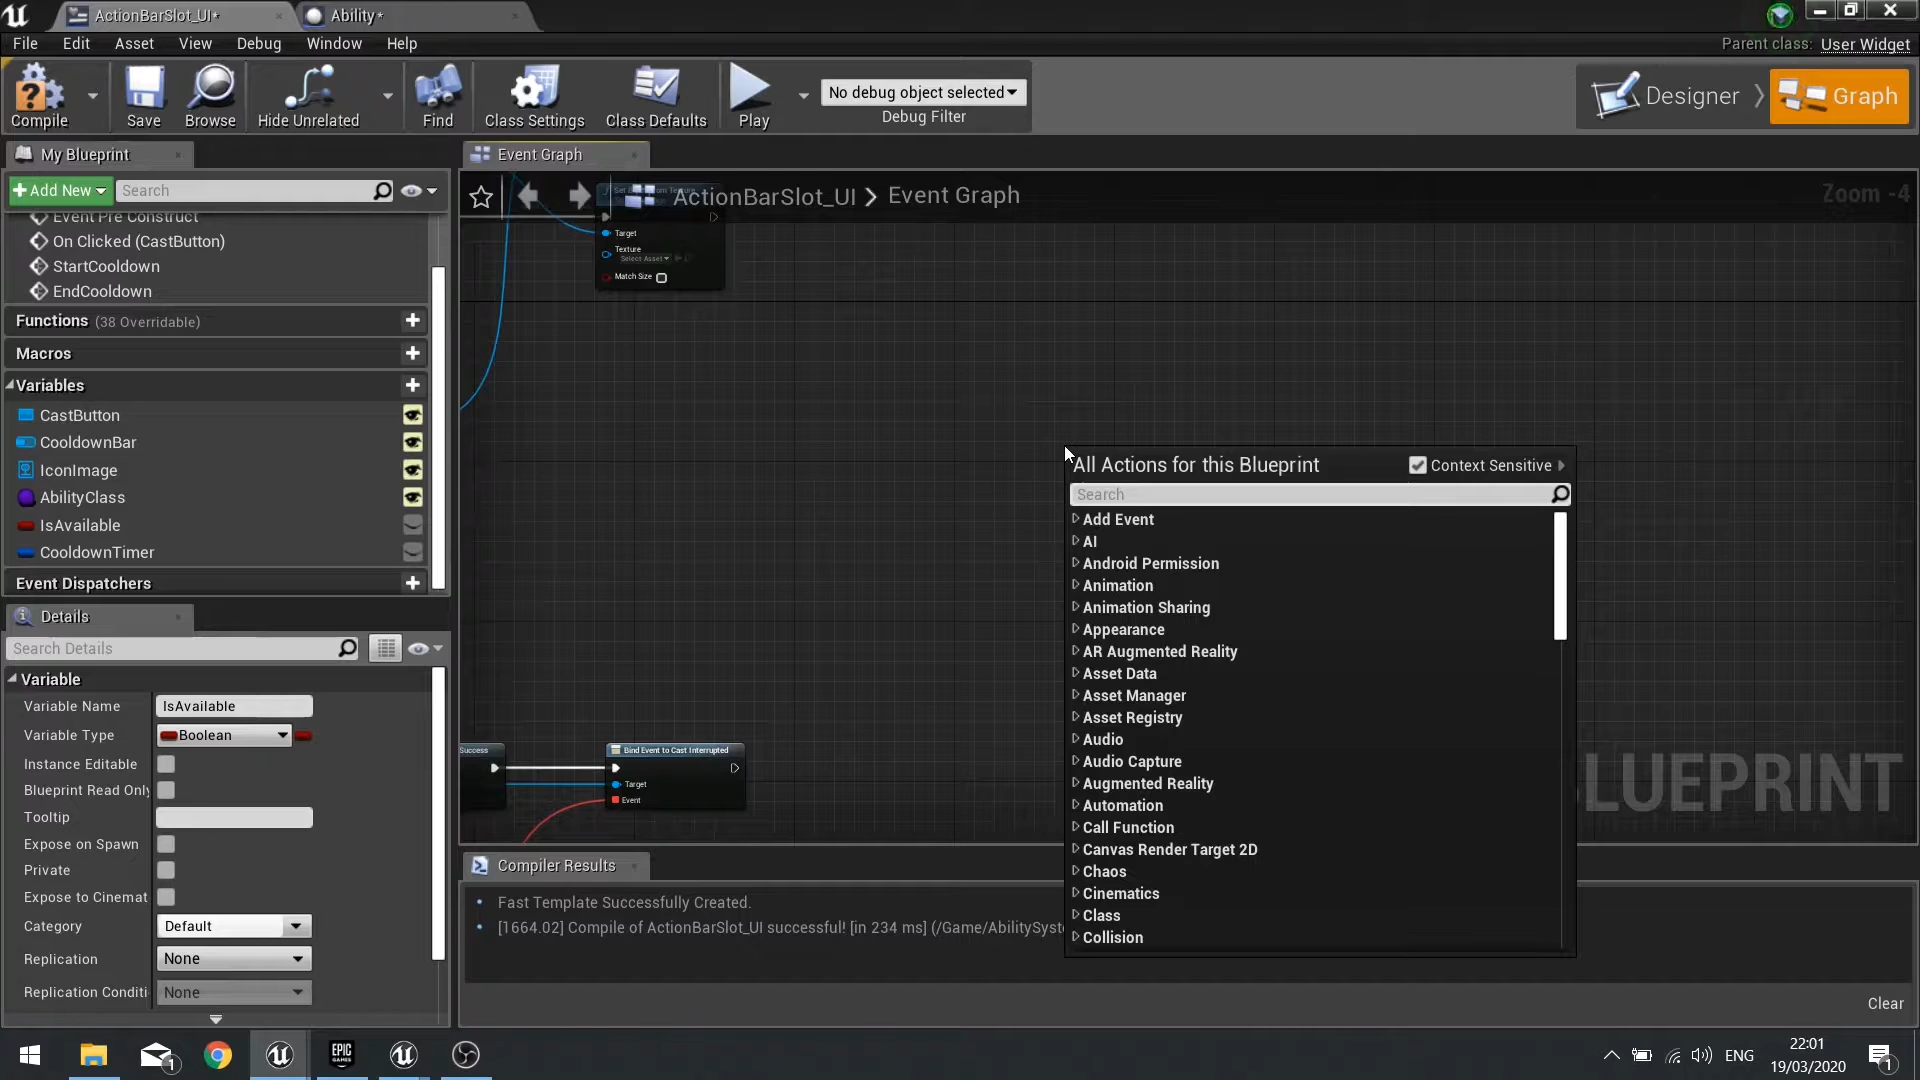 ActionBarSlot_UI*
Ability*
File Edit Asset View Debug Window Help
Parent class: User Widget
Compile
Save
Browse
Hide Unrelated
Find
Class Settings
Class Defaults
Play
No debug object selected
Debug Filter
Designer
Graph
My Blueprint
Event Graph
Add New
Search
ActionBarSlot_UI > Event Graph
Zoom -4
Event Pre Construct
On Clicked (CastButton)
StartCooldown
EndCooldown
Functions (38 Overridable)
Macros
Variables
CastButton
CooldownBar
IconImage
AbilityClass
IsAvailable
CooldownTimer
Event Dispatchers
Target
Texture
Select Asset
Match Size
Success
Bind Event to Cast Interrupted
Target
Event
All Actions for this Blueprint
Context Sensitive
Search
Add Event
AI
Android Permission
Animation
Animation Sharing
Appearance
AR Augmented Reality
Asset Data
Asset Manager
Asset Registry
Audio
Audio Capture
Augmented Reality
Automation
Call Function
Canvas Render Target 2D
Chaos
Cinematics
Class
Collision
LUEPRINT
Details
Search Details
Variable
Variable Name IsAvailable
Variable Type Boolean
Instance Editable
Blueprint Read Only
Tooltip
Expose on Spawn
Private
Expose to Cinemat
Category Default
Replication None
Replication Conditi None
Compiler Results
Fast Template Successfully Created.
[1664.02] Compile of ActionBarSlot_UI successful! [in 234 ms] (/Game/AbilitySyst
Clear
EPIC
GAMES
1
ENG
22:01
19/03/2020
1